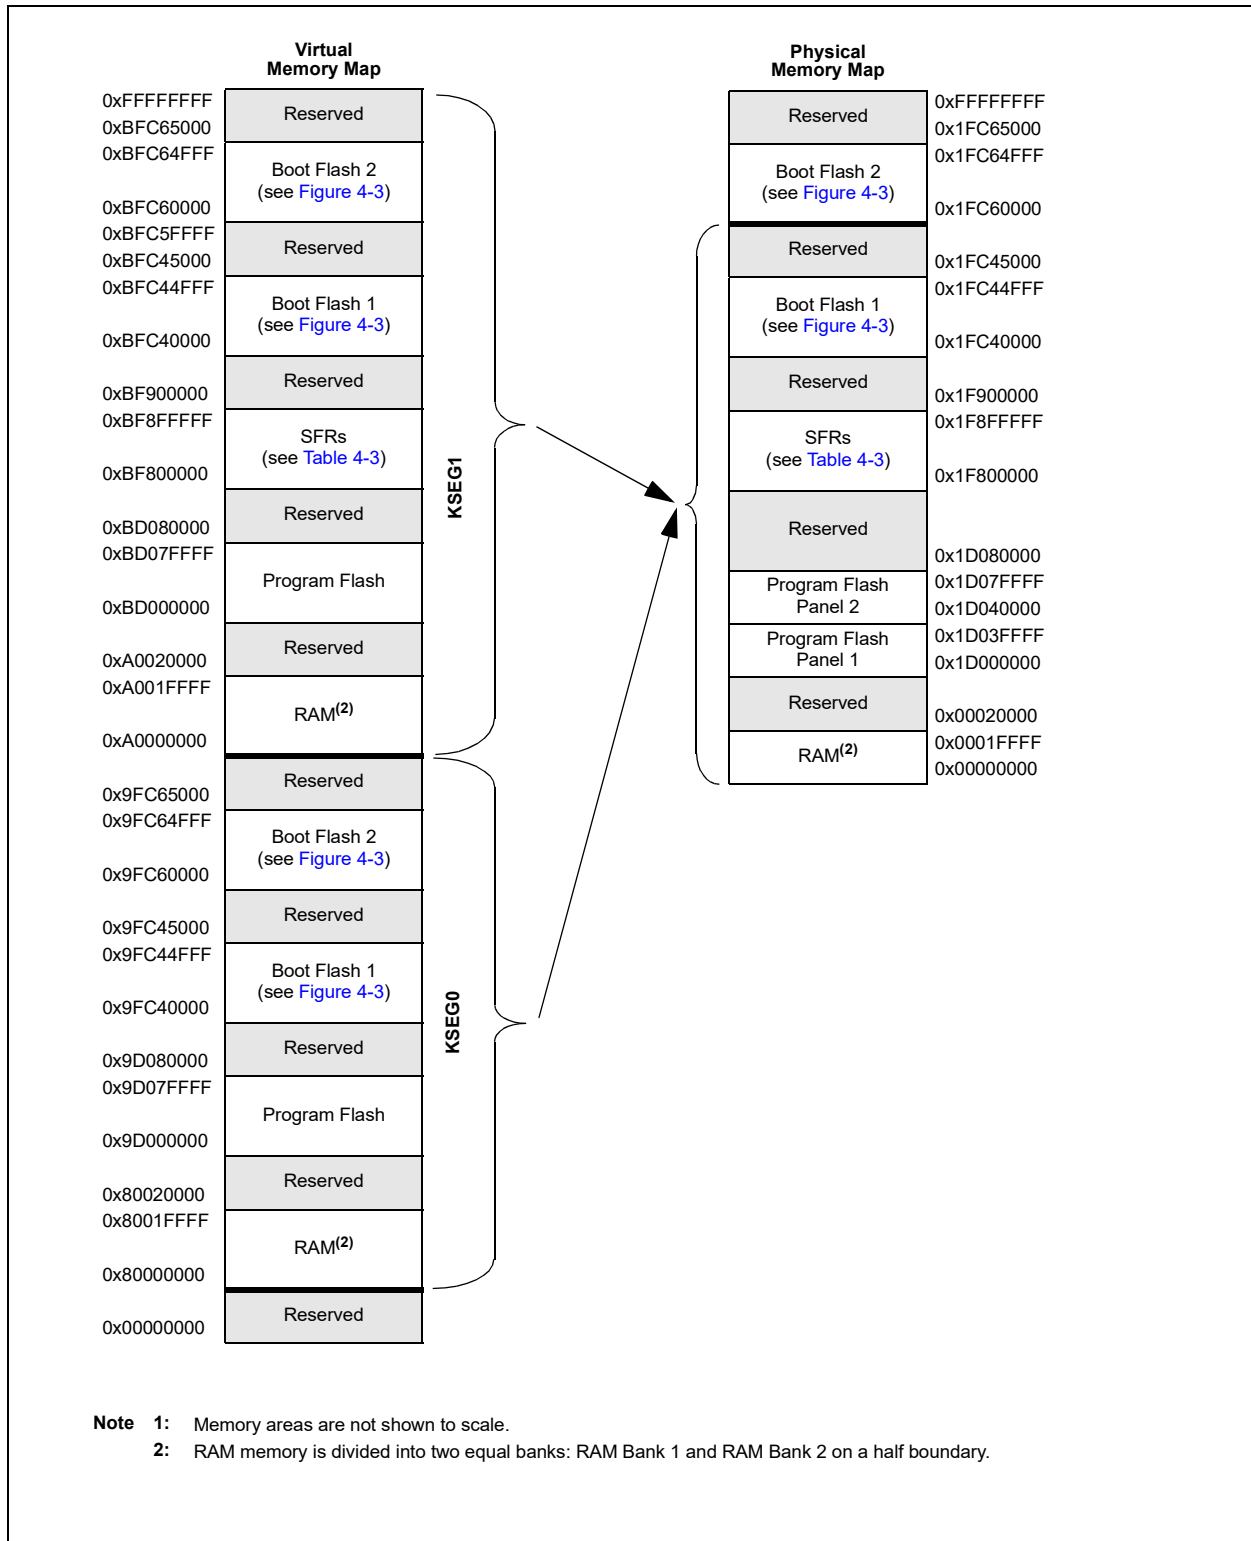 Virtual
Memory Map
0xFFFFFFFF
Reserved
0xBFC65000
0xBFC64FFF
Boot Flash 2
(see Figure 4-3)
0xBFC60000
0xBFC5FFFF
Reserved
0xBFC45000
0xBFC44FFF
Boot Flash 1
(see Figure 4-3)
0xBFC40000
Reserved
0xBF900000
0xBF8FFFFF
SFRs
(see Table 4-3)
0xBF800000
Reserved
0xBD080000
0xBD07FFFF
Program Flash
0xBD000000
Reserved
0xA0020000
0xA001FFFF
RAM(2)
0xA0000000
KSEG1
Reserved
0x9FC65000
0x9FC64FFF
Boot Flash 2
(see Figure 4-3)
0x9FC60000
Reserved
0x9FC45000
0x9FC44FFF
Boot Flash 1
(see Figure 4-3)
0x9FC40000
Reserved
0x9D080000
0x9D07FFFF
Program Flash
0x9D000000
Reserved
0x80020000
0x8001FFFF
RAM(2)
0x80000000
KSEG0
Reserved
0x00000000
Physical
Memory Map
0xFFFFFFFF
Reserved
0x1FC65000
0x1FC64FFF
Boot Flash 2
(see Figure 4-3)
0x1FC60000
Reserved
0x1FC45000
0x1FC44FFF
Boot Flash 1
(see Figure 4-3)
0x1FC40000
Reserved
0x1F900000
0x1F8FFFFF
SFRs
(see Table 4-3)
0x1F800000
Reserved
0x1D080000
0x1D07FFFF
Program Flash
Panel 2
0x1D040000
0x1D03FFFF
Program Flash
Panel 1
0x1D000000
Reserved
0x00020000
0x0001FFFF
RAM(2)
0x00000000
Note 1: Memory areas are not shown to scale.
2: RAM memory is divided into two equal banks: RAM Bank 1 and RAM Bank 2 on a half boundary.